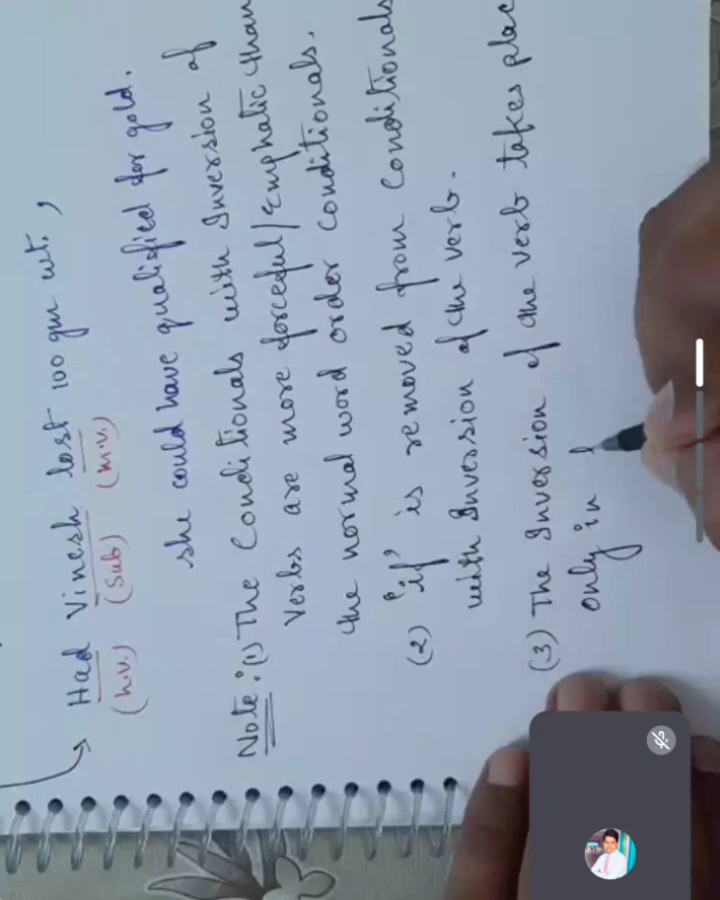 Had Vinesh lost 100 gm wt.,
(h.v.) (Sub) (m.v.)
she could have qualified for gold.
Note: (1) The Conditionals with Inversion of
Verbs are more forceful/Emphatic than
the normal word order conditionals.
(2) "if" is removed from Conditionals
with Inversion of the verb.
(3) The Inversion of the verb takes plac
only in